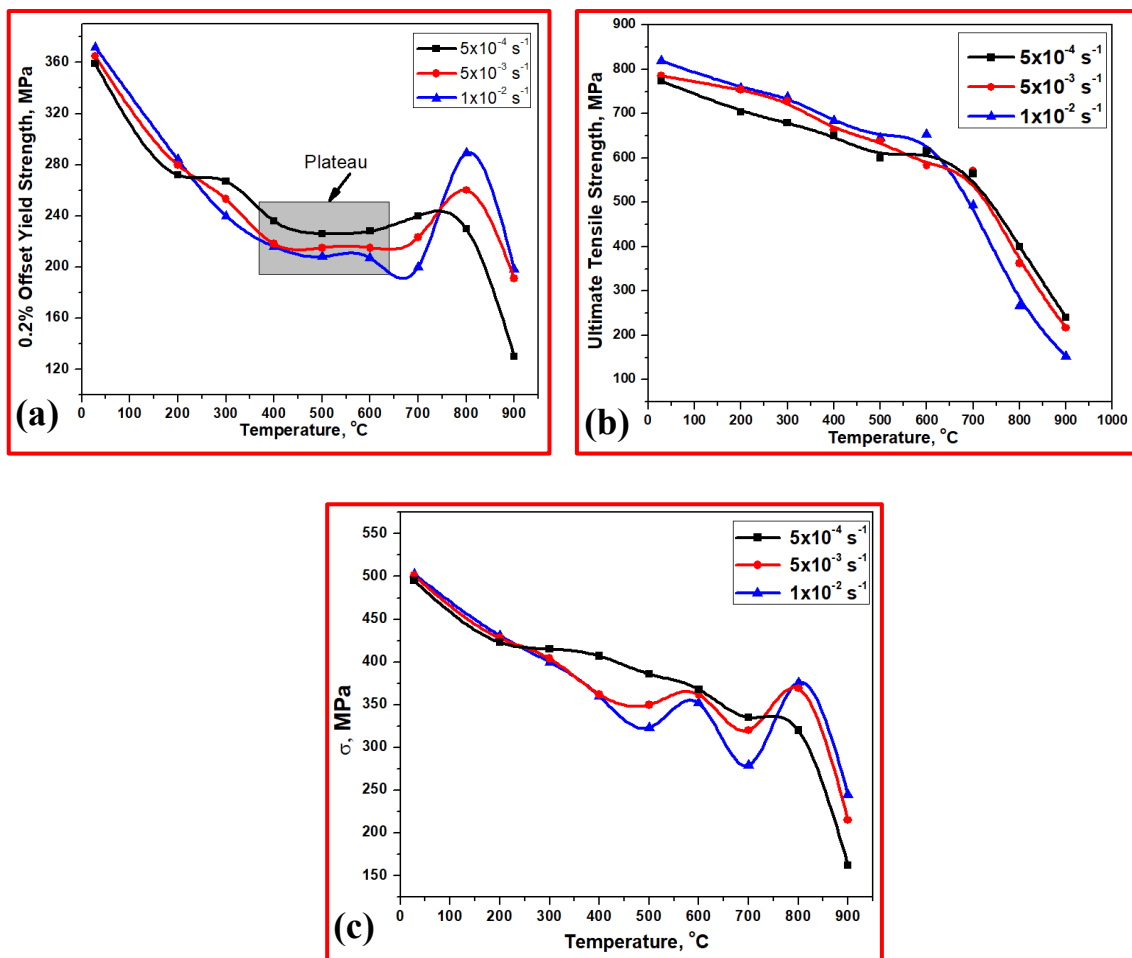 0.2% Offset Yield Strength, MPa
360
320
280
240
200
160
120
5x10⁻⁴ s⁻¹
5x10⁻³ s⁻¹
1x10⁻² s⁻¹
Plateau
0 100 200 300 400 500 600 700 800 900
Temperature, °C
(a)
Ultimate Tensile Strength, MPa
900
800
700
600
500
400
300
200
100
5x10⁻⁴ s⁻¹
5x10⁻³ s⁻¹
1x10⁻² s⁻¹
0 100 200 300 400 500 600 700 800 900 1000
Temperature, °C
(b)
σ, MPa
550
500
450
400
350
300
250
200
150
5x10⁻⁴ s⁻¹
5x10⁻³ s⁻¹
1x10⁻² s⁻¹
0 100 200 300 400 500 600 700 800 900
Temperature, °C
(c)